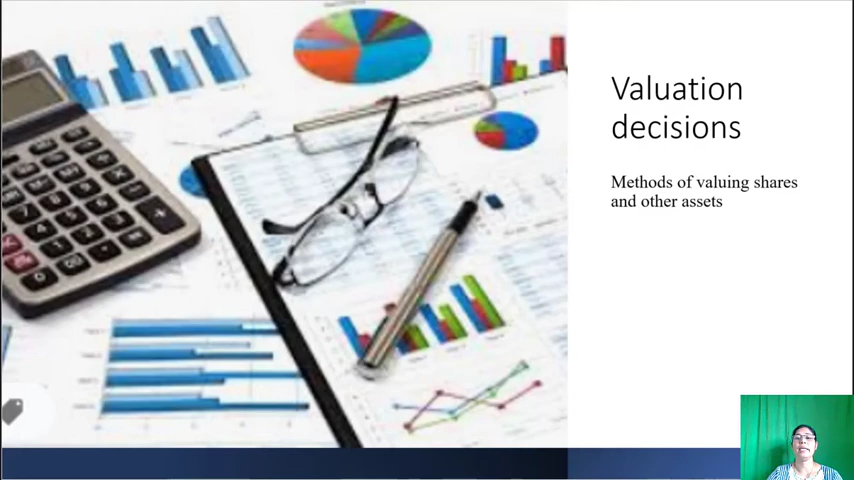 Valuation
decisions
Methods of valuing shares
and other assets